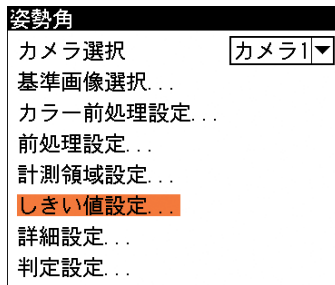 姿勢角
カメラ選択 カメラ1▼
基準画像選択...
カラー前処理設定...
前処理設定...
計測領域設定...
しきい値設定...
詳細設定...
判定設定...